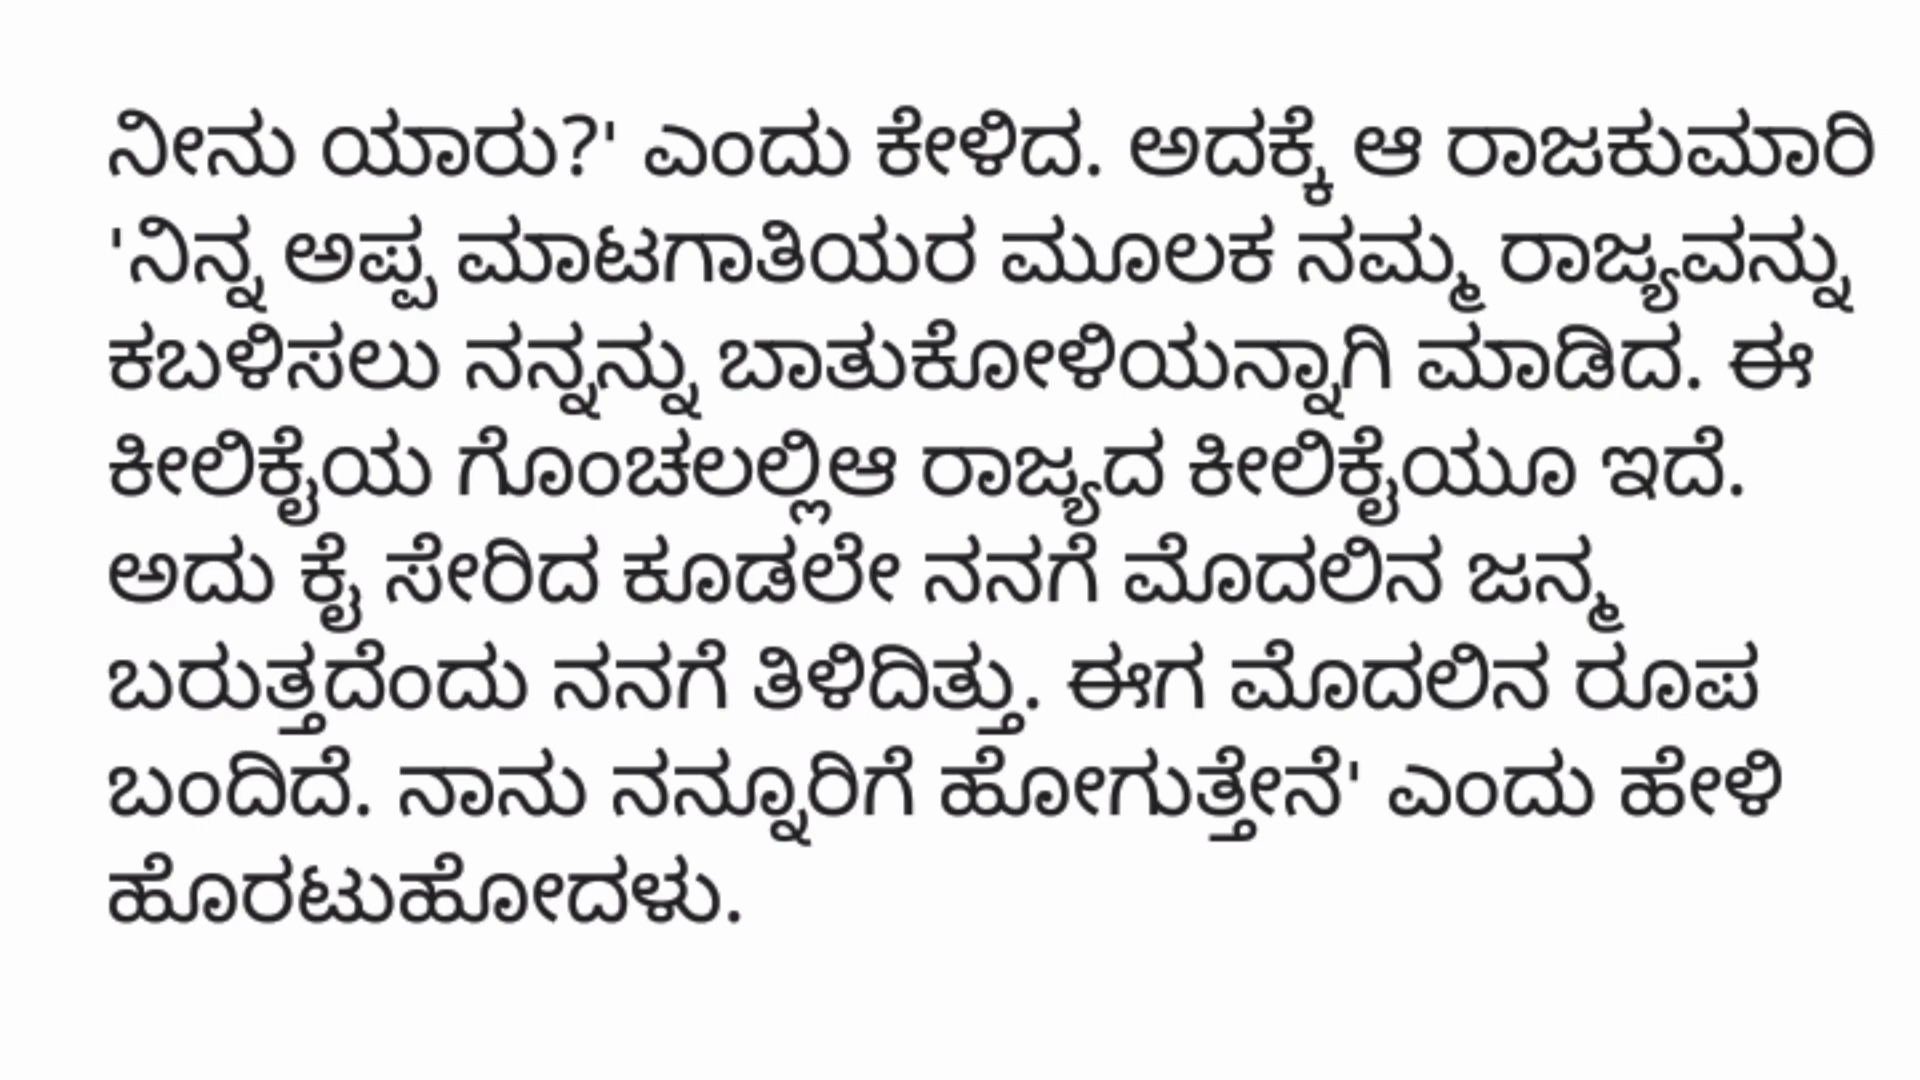 ನೀನು ಯಾರು?' ಎಂದು ಕೇಳಿದ. ಅದಕ್ಕೆ ಆ ರಾಜಕುಮಾರಿ
'ನಿನ್ನ ಅಪ್ಪ ಮಾಟಗಾತಿಯರ ಮೂಲಕ ನಮ್ಮ ರಾಜ್ಯವನ್ನು
ಕಬಳಿಸಲು ನನ್ನನ್ನು ಬಾತುಕೋಳಿಯನ್ನಾಗಿ ಮಾಡಿದ. ಈ
ಕೀಲಿಕೈಯ ಗೊಂಚಲಲ್ಲಿಆ ರಾಜ್ಯದ ಕೀಲಿಕೈಯೂ ಇದೆ.
ಅದು ಕೈ ಸೇರಿದ ಕೂಡಲೇ ನನಗೆ ಮೊದಲಿನ ಜನ್ಮ
ಬರುತ್ತದೆಂದು ನನಗೆ ತಿಳಿದಿತ್ತು. ಈಗ ಮೊದಲಿನ ರೂಪ
ಬಂದಿದೆ. ನಾನು ನನ್ನೂರಿಗೆ ಹೋಗುತ್ತೇನೆ' ಎಂದು ಹೇಳಿ
ಹೊರಟುಹೋದಳು.